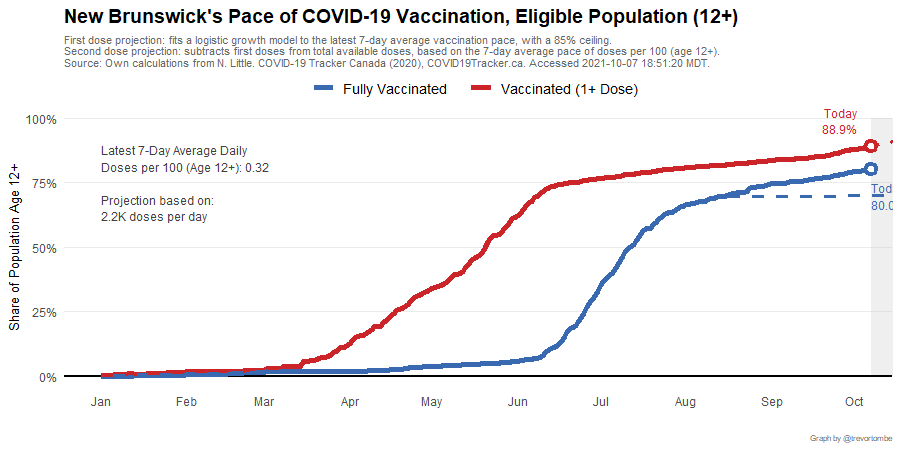 New Brunswick's Pace of COVID-19 Vaccination, Eligible Population (12+)
First dose projection: fits a logistic growth model to the latest 7-day average vaccination pace, with a 85% ceiling.
Second dose projection: subtracts first doses from total available doses, based on the 7-day average pace of doses per 100 (age 12+).
Source: Own calculations from N. Little. COVID-19 Tracker Canada (2020), COVID19Tracker.ca. Accessed 2021-10-07 18:51:20 MDT.
Fully Vaccinated
Vaccinated (1+ Dose)
Today
88.9%
100%
Latest 7-Day Average Daily
Doses per 100 (Age 12+): 0.32
75%
Tod
80.0
Projection based on:
2.2K doses per day
50%
25%
0%
Share of Population Age 12+
Jan Feb Mar Apr May Jun Jul Aug Sep Oct
Graph by @trevortombe